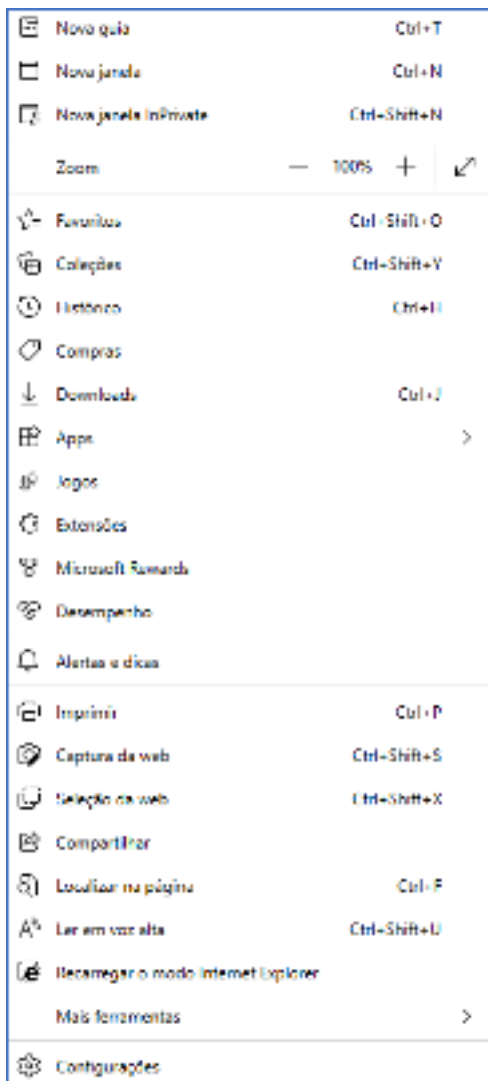 Nova guia Ctrl+T
Nova janela Ctrl+N
Nova janela InPrivate Ctrl+Shift+N
Zoom — 100% +
Favoritos Ctrl+Shift+O
Coleções Ctrl+Shift+Y
Histórico Ctrl+H
Compras
Downloads Ctrl+J
Apps
Jogos
Extensões
Microsoft Rewards
Desempenho
Alertas e dicas
Imprimir Ctrl+P
Captura da web Ctrl+Shift+S
Seleção da web Ctrl+Shift+X
Compartilhar
Localizar na página Ctrl+F
Ler em voz alta Ctrl+Shift+U
Recarregar o modo Internet Explorer
Mais ferramentas
Configurações